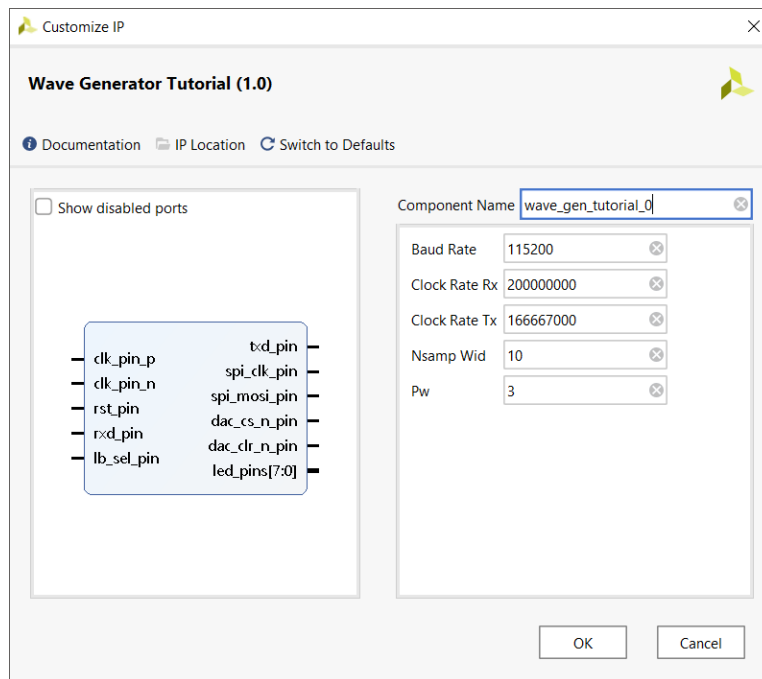 Customize IP
Wave Generator Tutorial (1.0)
Documentation IP Location Switch to Defaults
Show disabled ports
clk_pin_p
clk_pin_n
rst_pin
rxd_pin
lb_sel_pin
txd_pin
spi_clk_pin
spi_mosi_pin
dac_cs_n_pin
dac_clr_n_pin
led_pins[7:0]
Component Name wave_gen_tutorial_0
Baud Rate 115200
Clock Rate Rx 200000000
Clock Rate Tx 166667000
Nsamp Wid 10
Pw 3
OK Cancel